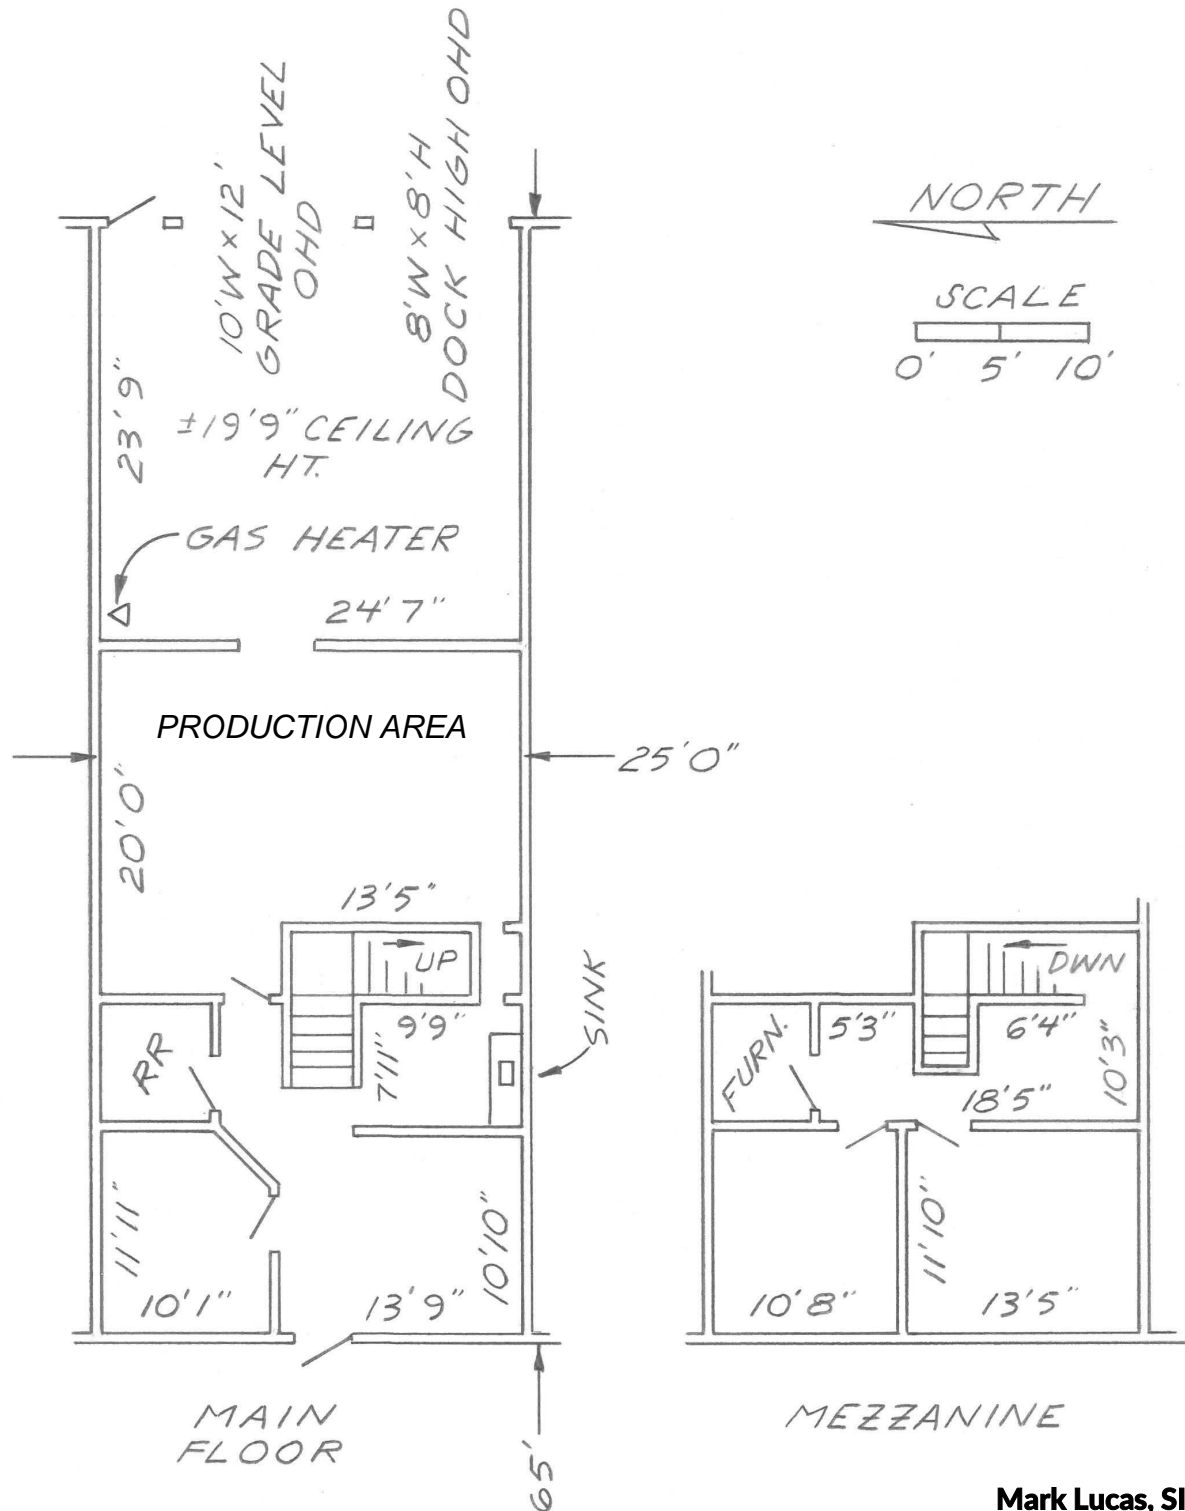 10'W x 12'
GRADE LEVEL
OHD
8'W x 8'H
DOCK HIGH OHD
NORTH
SCALE
0' 5' 10'
23'9"
±19'9" CEILING
HT.
GAS HEATER
24'7"
PRODUCTION AREA
25'0"
20'0"
13'5"
UP
SINK
9'9"
RR
7'11"
11'11"
10'10"
10'1"
13'9"
MAIN
FLOOR
65'
DWN
FURN.
5'3"
6'4"
10'3"
18'5"
11'10"
10'8"
13'5"
MEZZANINE
Mark Lucas, SI